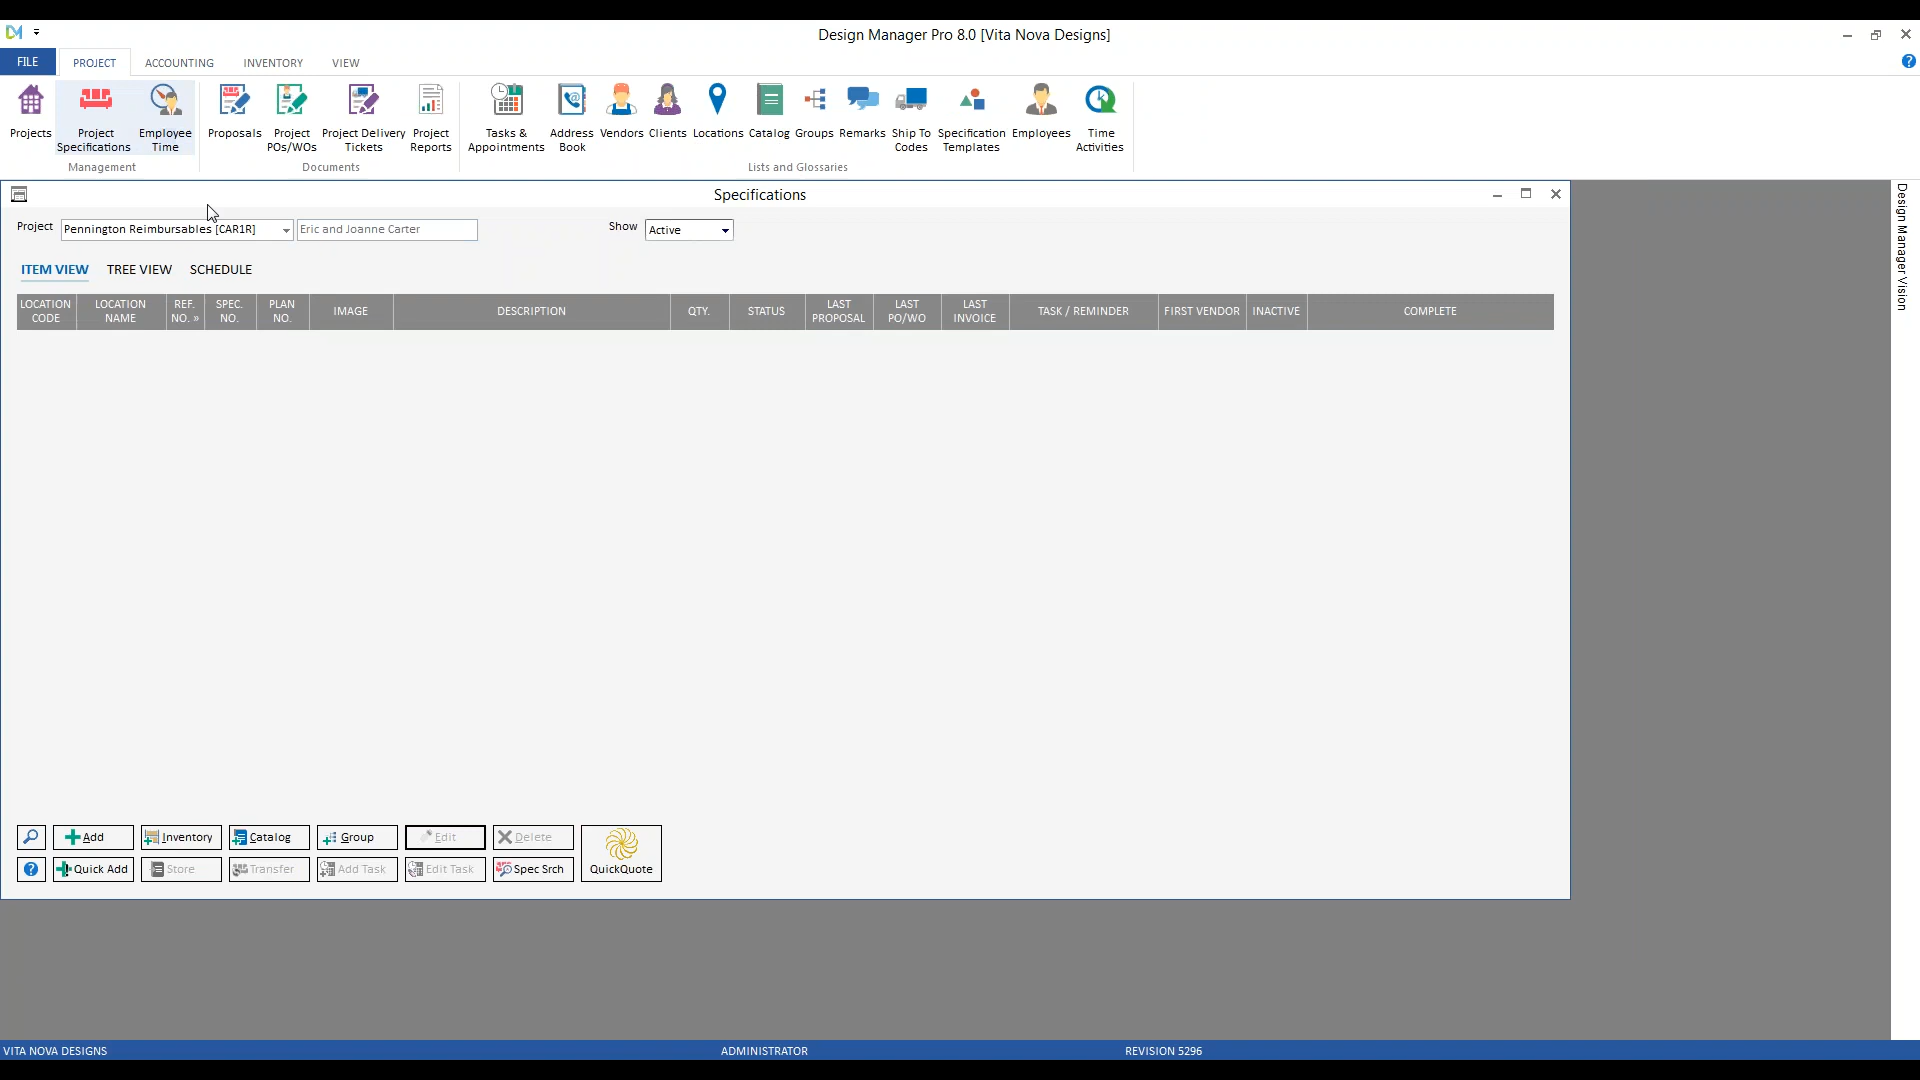 Design Manager Pro 8.0 [Vita Nova Designs]
FILE PROJECT ACCOUNTING INVENTORY VIEW
Projects
Project Specifications
Employee Time
Proposals
Project POs/WOs
Project Delivery Tickets
Project Reports
Tasks & Appointments
Address Book
Vendors
Clients
Locations
Catalog
Groups
Remarks
Ship To Codes
Specification Templates
Employees
Time Activities
Management
Documents
Lists and Glossaries
Specifications
Project Pennington Reimbursables [CAR1R] Eric and Joanne Carter Show Active
ITEM VIEW TREE VIEW SCHEDULE
LOCATION CODE
LOCATION NAME
REF. NO. »
SPEC. NO.
PLAN NO.
IMAGE
DESCRIPTION
QTY.
STATUS
LAST PROPOSAL
LAST PO/WO
LAST INVOICE
TASK / REMINDER
FIRST VENDOR
INACTIVE
COMPLETE
Add Inventory Catalog Group Edit Delete
Quick Add Store Transfer Add Task Edit Task Spec Srch QuickQuote
Design Manager Vision
VITA NOVA DESIGNS ADMINISTRATOR REVISION 5296